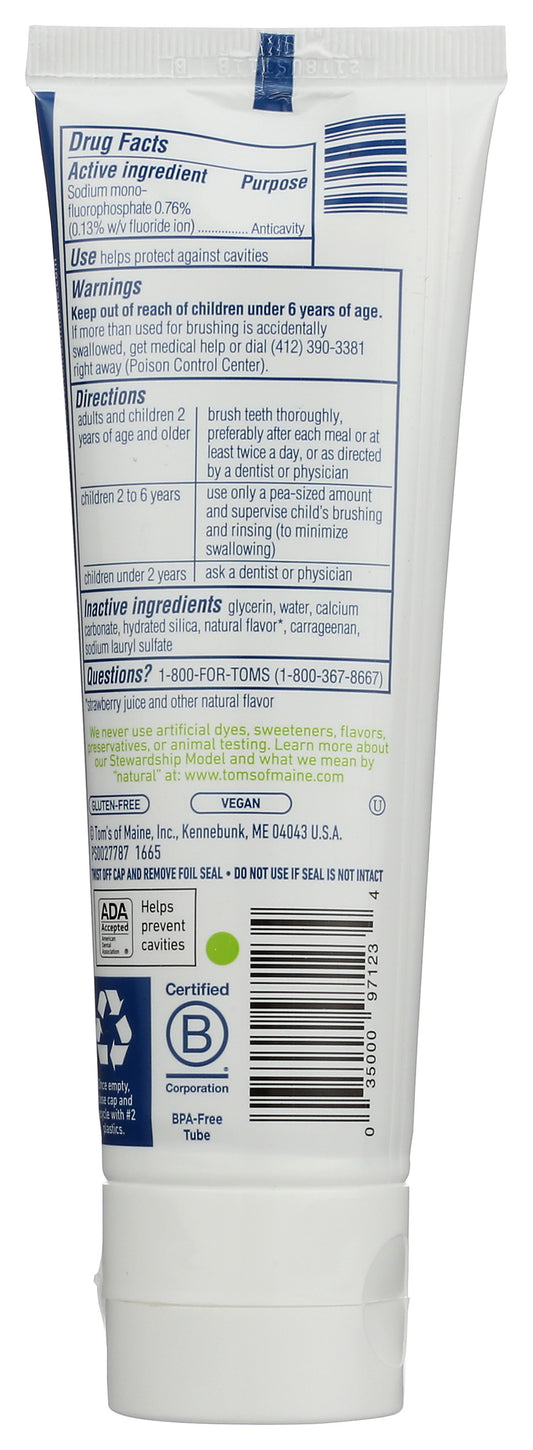 Drug Facts
Active ingredient Purpose
Sodium mono-
fluorophosphate 0.76%
(0.13% w/v fluoride ion) .............. Anticavity
Use helps protect against cavities
Warnings
Keep out of reach of children under 6 years of age.
If more than used for brushing is accidentally
swallowed, get medical help or dial (412) 390-3381
right away (Poison Control Center).
Directions
adults and children 2
years of age and older
brush teeth thoroughly,
preferably after each meal or at
least twice a day, or as directed
by a dentist or physician
children 2 to 6 years
use only a pea-sized amount
and supervise child's brushing
and rinsing (to minimize
swallowing)
children under 2 years
ask a dentist or physician
Inactive ingredients glycerin, water, calcium
carbonate, hydrated silica, natural flavor*, carrageenan,
sodium lauryl sulfate
Questions? 1-800-FOR-TOMS (1-800-367-8667)
*strawberry juice and other natural flavor
We never use artificial dyes, sweeteners, flavors,
preservatives, or animal testing. Learn more about
our Stewardship Model and what we mean by
"natural" at: www.tomsofmaine.com
GLUTEN-FREE VEGAN U
© Tom's of Maine, Inc., Kennebunk, ME 04043 U.S.A.
PS0027787 1665
TWIST OFF CAP AND REMOVE FOIL SEAL • DO NOT USE IF SEAL IS NOT INTACT
ADA
Accepted
American
Dental
Association ®
Helps
prevent
cavities
Certified
B
Corporation
BPA-Free
Tube
empty,
cap and
with #2
plastics.
0 35000 97123 4